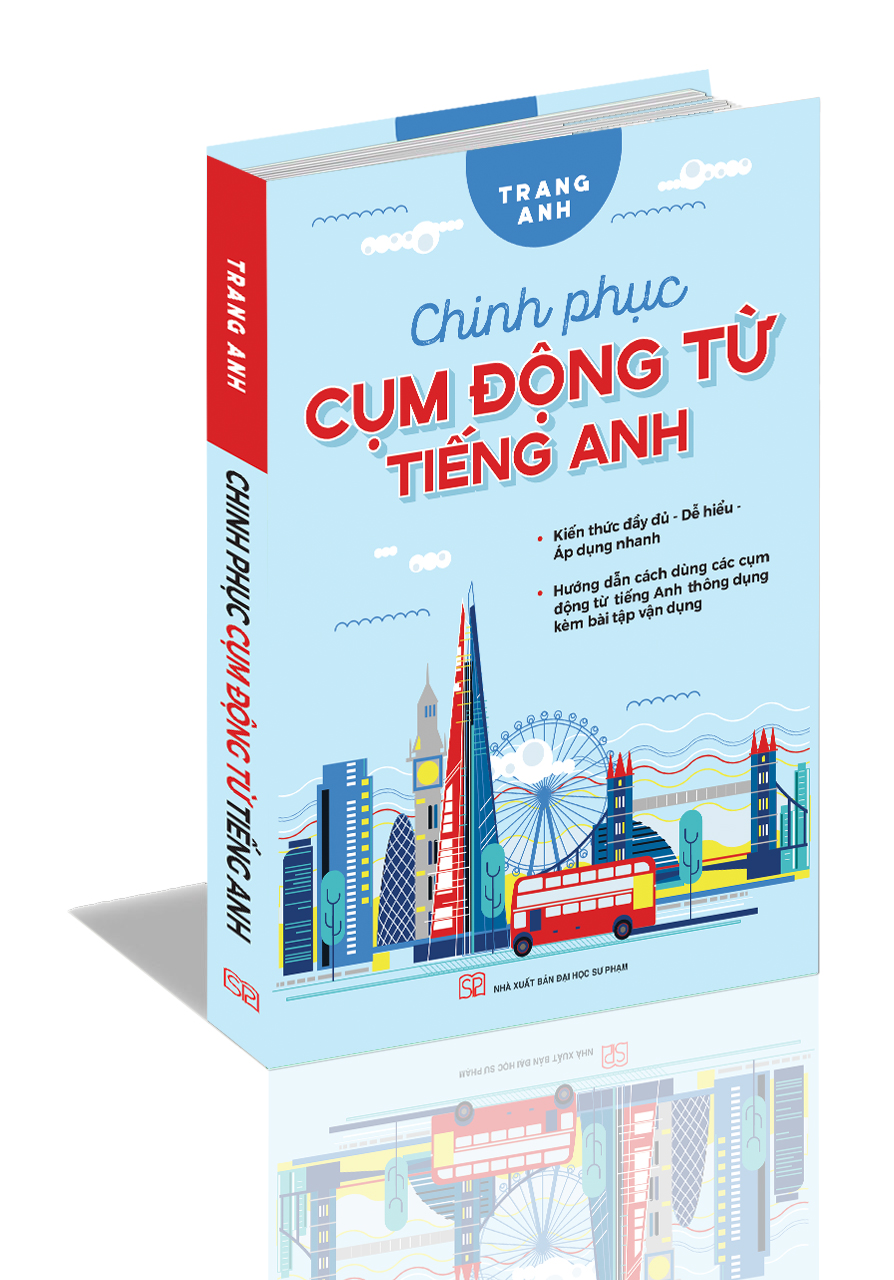 TRANG
ANH
Chinh phục
CỤM ĐỘNG TỪ
TIẾNG ANH
• Kiến thức đầy đủ - Dễ hiểu -
Áp dụng nhanh
• Hướng dẫn cách dùng các cụm
động từ tiếng Anh thông dụng
kèm bài tập vận dụng
SP
NHÀ XUẤT BẢN ĐẠI HỌC SƯ PHẠM
TRANG ANH
CHINH PHỤC CỤM ĐỘNG TỪ TIẾNG ANH
SP